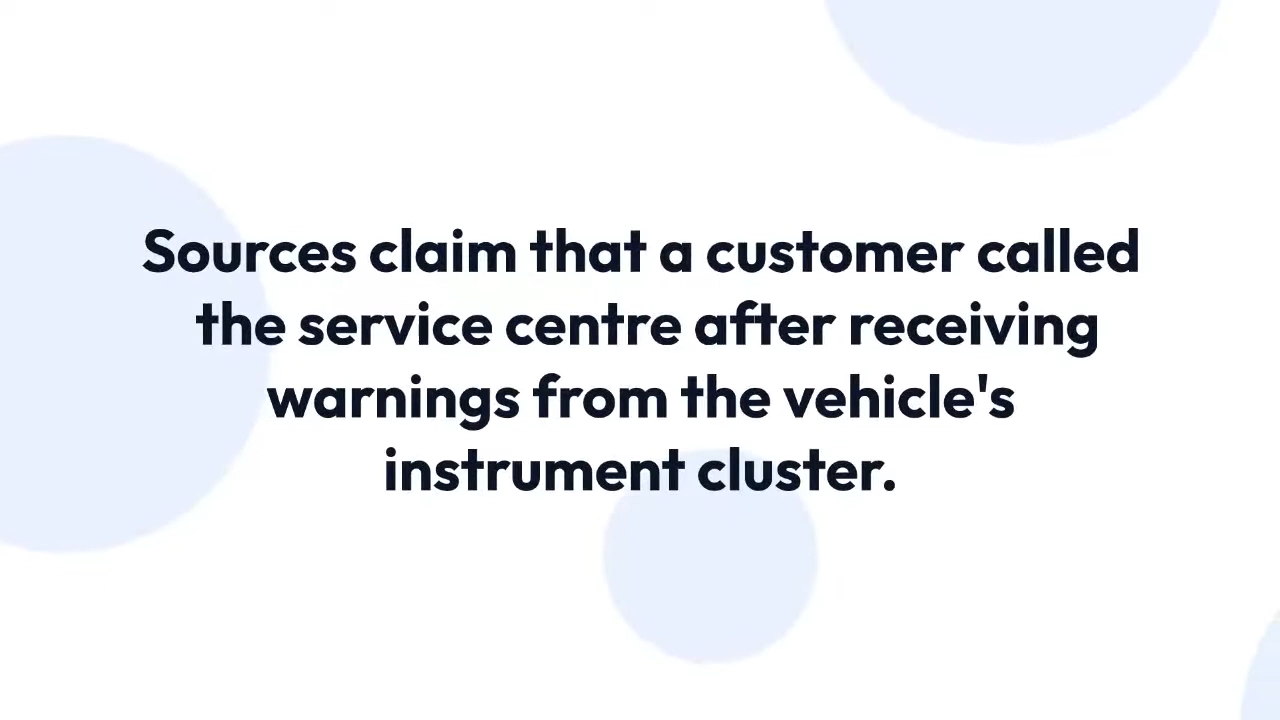 Sources claim that a customer called
the service centre after receiving
warnings from the vehicle's
instrument cluster.